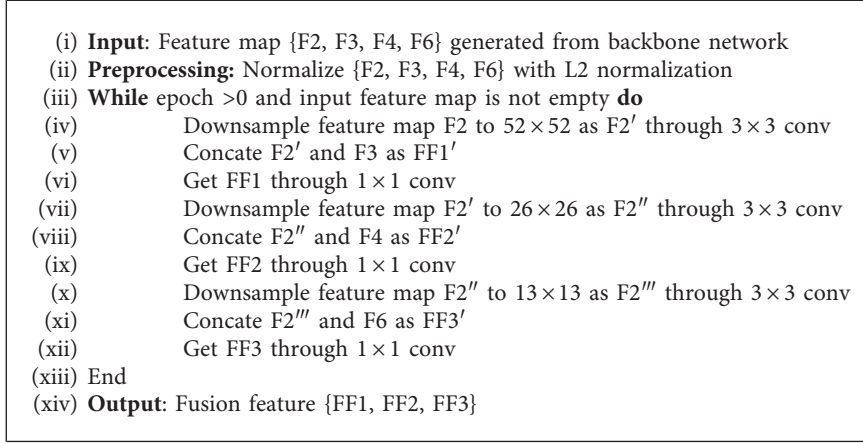 (i) Input: Feature map {F2, F3, F4, F6} generated from backbone network
(ii) Preprocessing: Normalize {F2, F3, F4, F6} with L2 normalization
(iii) While epoch >0 and input feature map is not empty do
(iv) Downsample feature map F2 to 52 × 52 as F2′ through 3 × 3 conv
(v) Concate F2′ and F3 as FF1′
(vi) Get FF1 through 1 × 1 conv
(vii) Downsample feature map F2′ to 26 × 26 as F2″ through 3 × 3 conv
(viii) Concate F2″ and F4 as FF2′
(ix) Get FF2 through 1 × 1 conv
(x) Downsample feature map F2″ to 13 × 13 as F2‴ through 3 × 3 conv
(xi) Concate F2‴ and F6 as FF3′
(xii) Get FF3 through 1 × 1 conv
(xiii) End
(xiv) Output: Fusion feature {FF1, FF2, FF3}